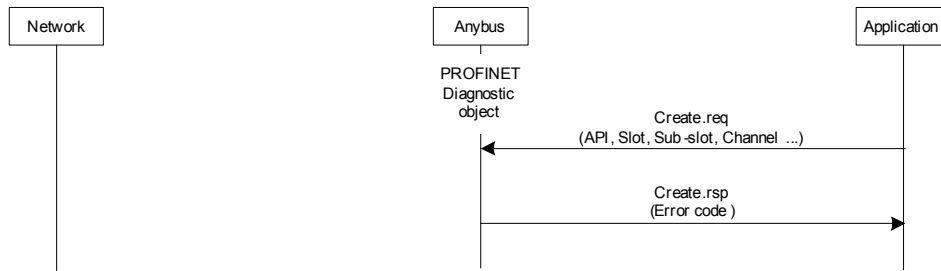 Network
Anybus
Application
PROFINET
Diagnostic
object
Create.req
(API, Slot, Sub-slot, Channel ...)
Create.rsp
(Error code)